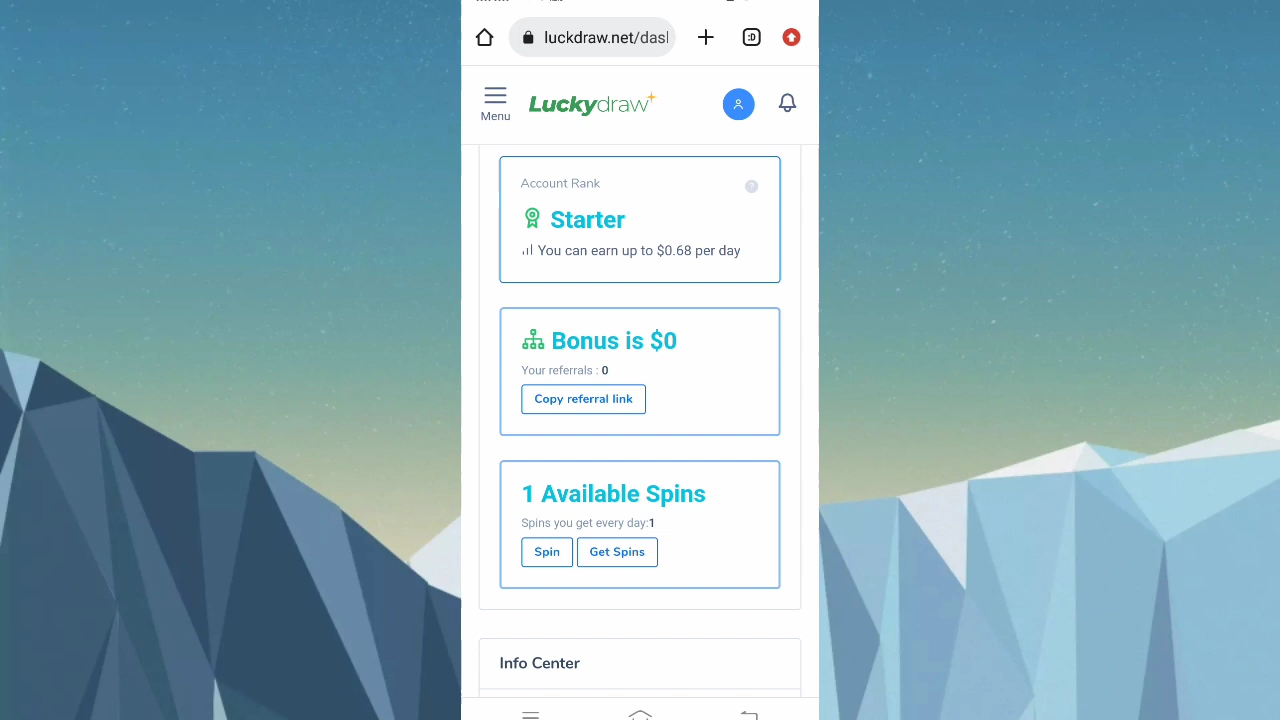 luckdraw.net/das
:D
Menu
Luckydraw
Account Rank
?
Starter
You can earn up to $0.68 per day
Bonus is $0
Your referrals : 0
Copy referral link
1 Available Spins
Spins you get every day:1
Spin Get Spins
Info Center